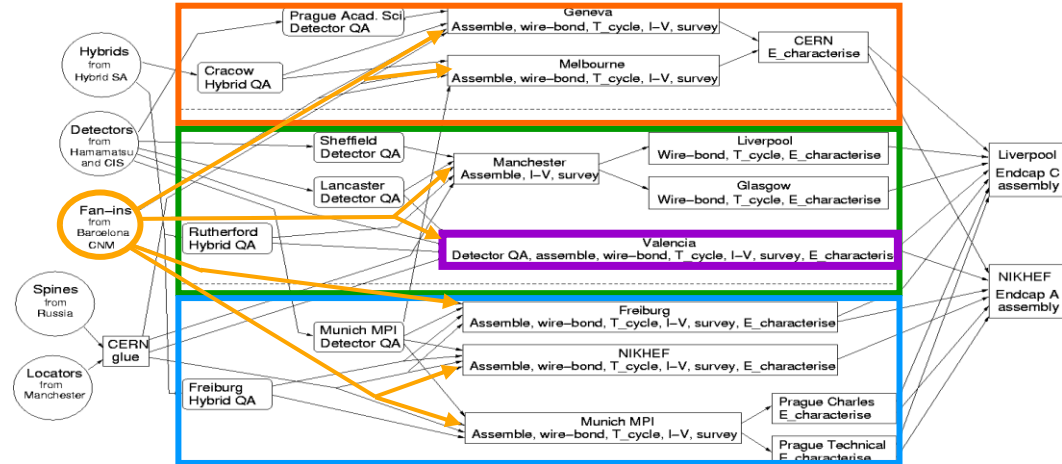 Hybrids
from
Hybrid SA
Detectors
from
Hamamatsu
and CIS
Fan-ins
from
Barcelona
CNM
Spines
from
Russia
Locators
from
Manchester
CERN
glue
Prague Acad. Sci.
Detector QA
Cracow
Hybrid QA
Geneva
Assemble, wire-bond, T_cycle, I-V, survey
Melbourne
Assemble, wire-bond, T_cycle, I-V, survey
CERN
E_characterise
Sheffield
Detector QA
Lancaster
Detector QA
Rutherford
Hybrid QA
Manchester
Assemble, I-V, survey
Liverpool
Wire-bond, T_cycle, E_characterise
Glasgow
Wire-bond, T_cycle, E_characterise
Valencia
Detector QA, assemble, wire-bond, T_cycle, I-V, survey, E_characteris
Munich MPI
Detector QA
Freiburg
Hybrid QA
Freiburg
Assemble, wire-bond, T_cycle, I-V, survey, E_characterise
NIKHEF
Assemble, wire-bond, T_cycle, I-V, survey, E_characterise
Munich MPI
Assemble, wire-bond, T_cycle, I-V, survey
Prague Charles
E_characterise
Prague Technical
E_characterise
Liverpool
Endcap C
assembly
NIKHEF
Endcap A
assembly